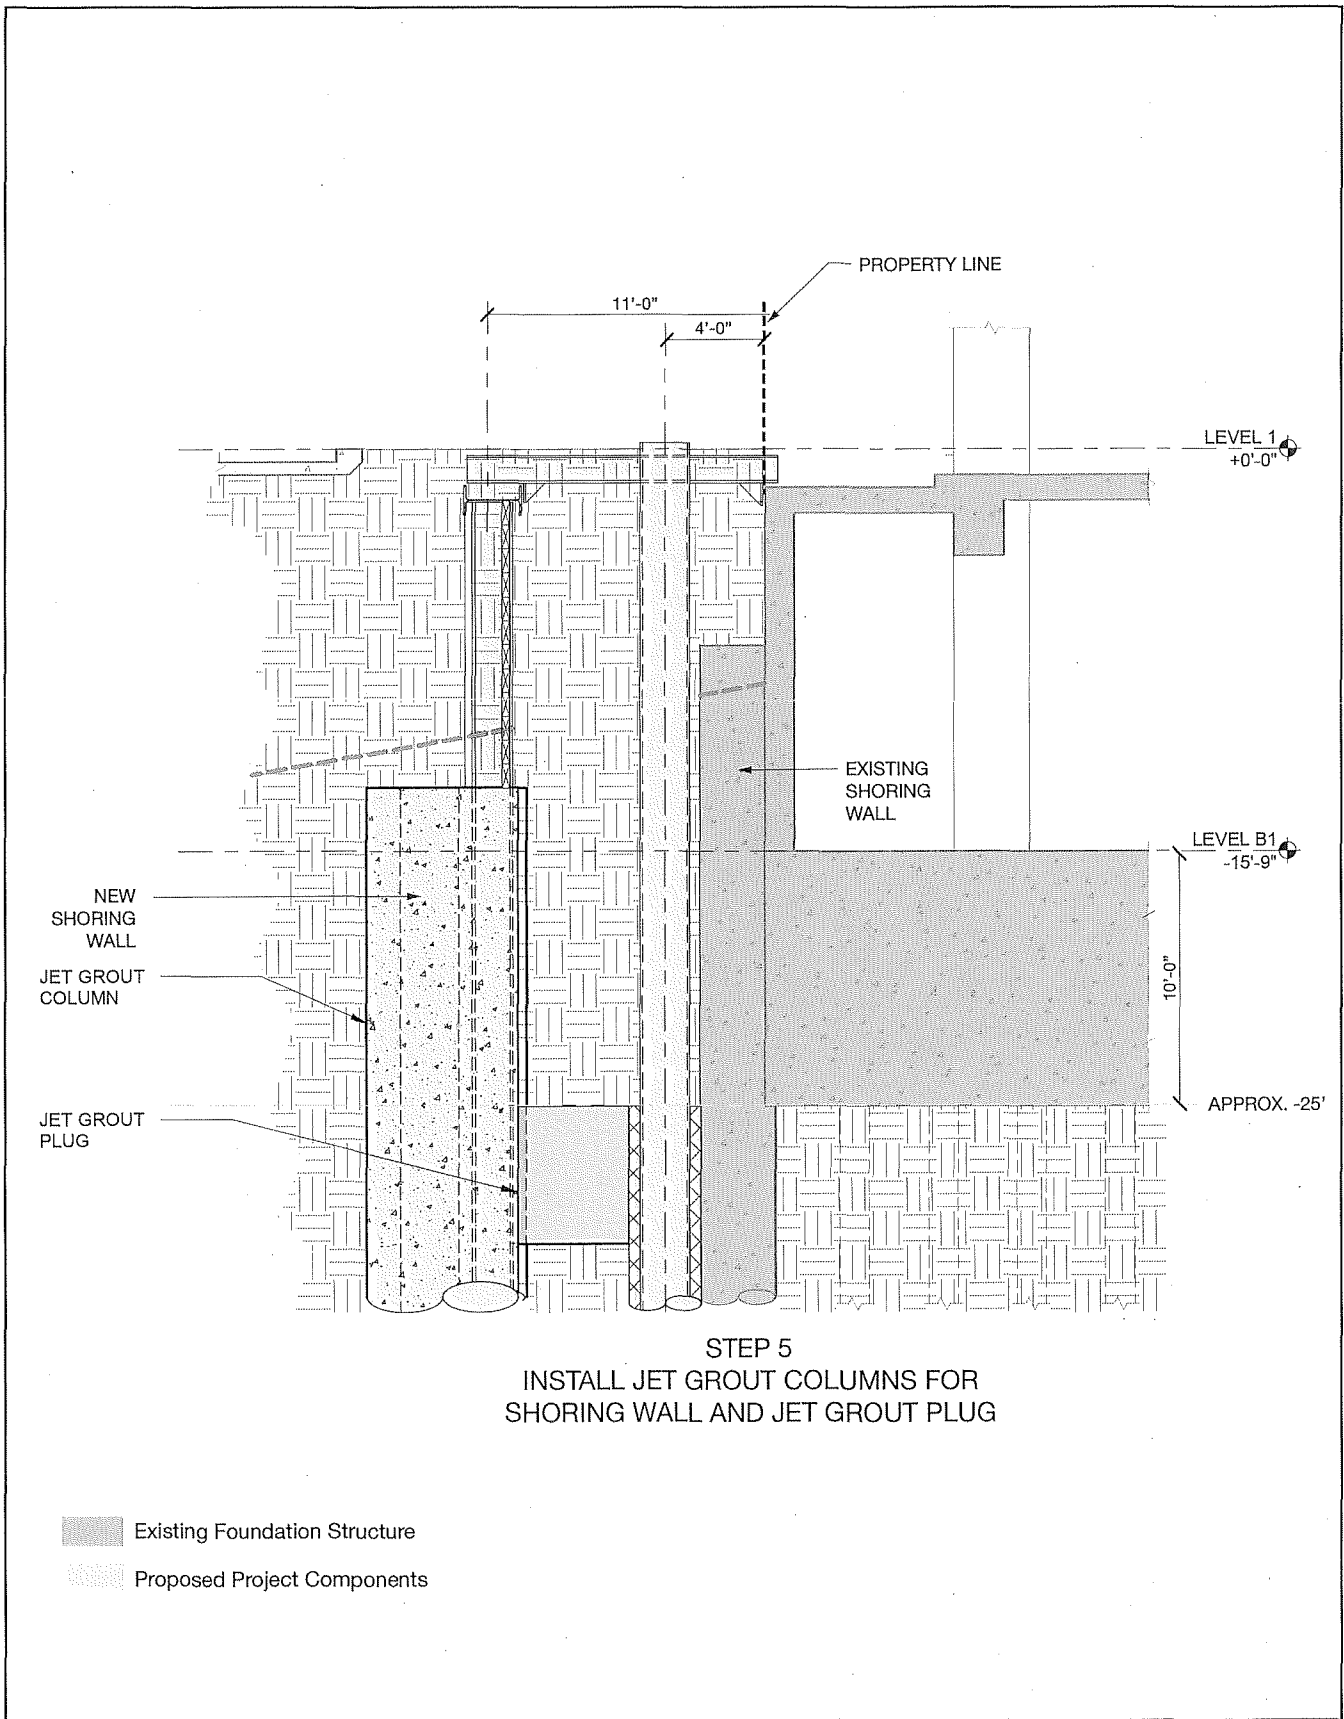 PROPERTY LINE
11'-0"
4'-0"
LEVEL 1
+0'-0"
EXISTING
SHORING
WALL
LEVEL B1
-15'-9"
NEW
SHORING
WALL
JET GROUT
COLUMN
10'-0"
JET GROUT
PLUG
APPROX. -25'
STEP 5
INSTALL JET GROUT COLUMNS FOR
SHORING WALL AND JET GROUT PLUG
Existing Foundation Structure
Proposed Project Components